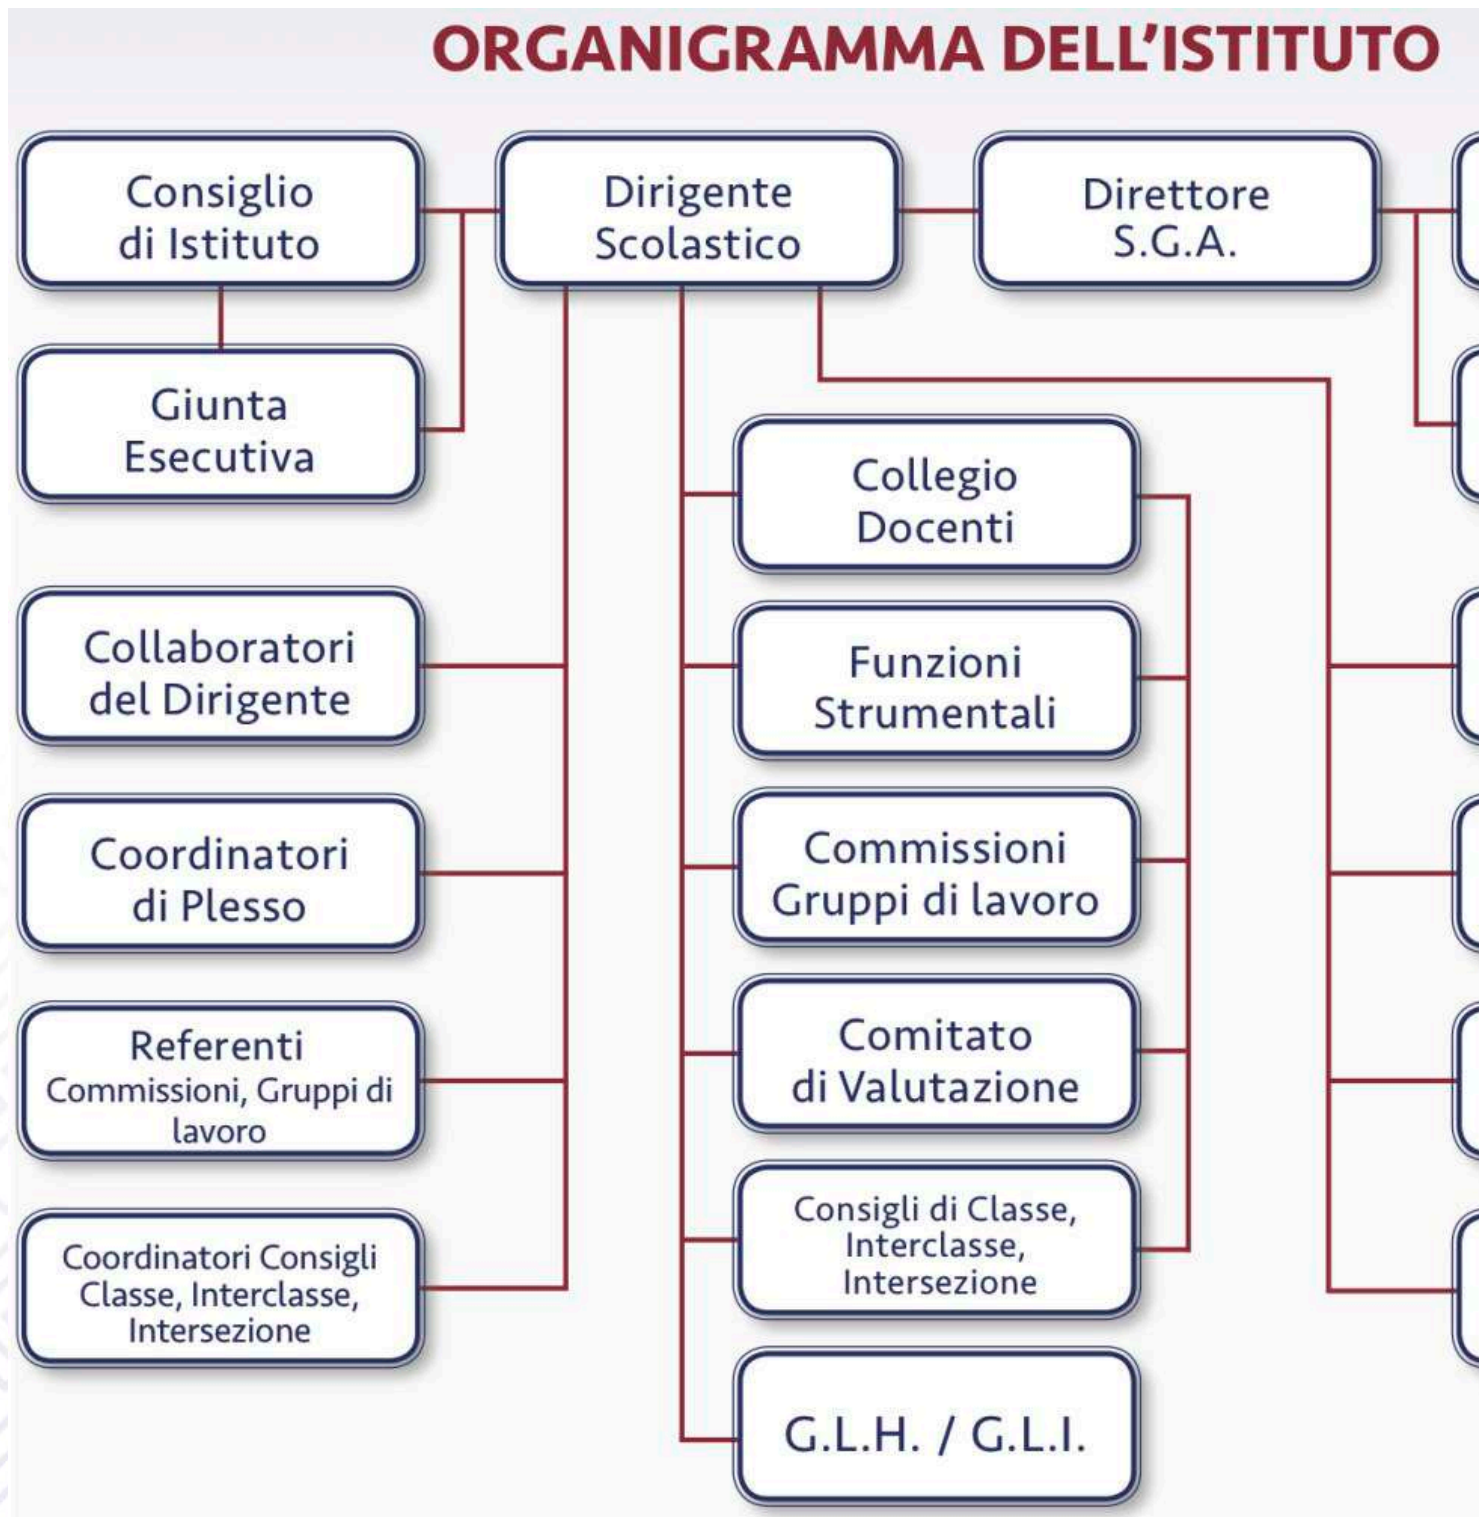 ORGANIGRAMMA DELL’ISTITUTO
Consiglio
di Istituto
Dirigente
Scolastico
Direttore
S.G.A.
Giunta
Esecutiva
Collegio
Docenti
Collaboratori
del Dirigente
Funzioni
Strumentali
Coordinatori
di Plesso
Commissioni
Gruppi di lavoro
Referenti
Commissioni, Gruppi di
lavoro
Comitato
di Valutazione
Coordinatori Consigli
Classe, Interclasse,
Intersezione
Consigli di Classe,
Interclasse,
Intersezione
G.L.H. / G.L.I.